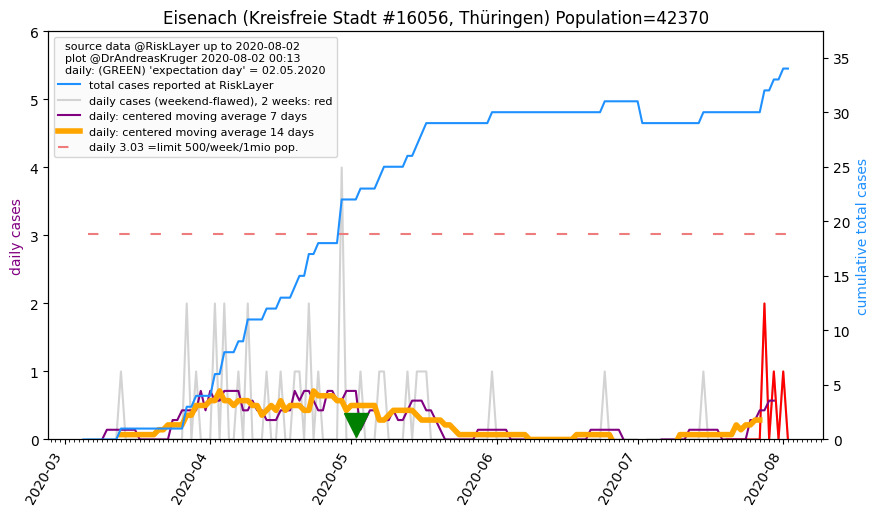 Eisenach (Kreisfreie Stadt #16056, Thüringen) Population=42370
source data @RiskLayer up to 2020-08-02
plot @DrAndreasKruger 2020-08-02 00:13
daily: (GREEN) 'expectation day' = 02.05.2020
total cases reported at RiskLayer
daily cases (weekend-flawed), 2 weeks: red
daily: centered moving average 7 days
daily: centered moving average 14 days
daily 3.03 =limit 500/week/1mio pop.
daily cases
6
5
4
3
2
1
0
cumulative total cases
35
30
25
20
15
10
5
0
2020-03
2020-04
2020-05
2020-06
2020-07
2020-08